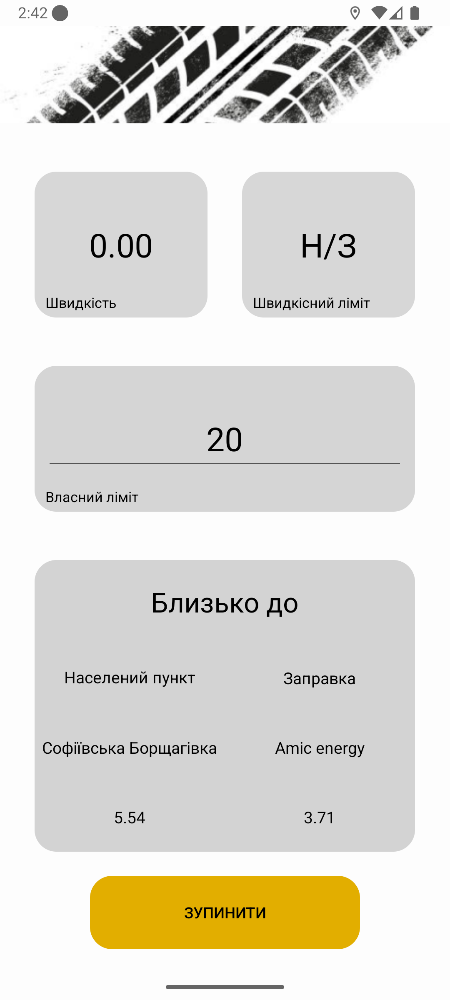 2:42
0.00
Швидкість
Н/З
Швидкісний ліміт
20
Власний ліміт
Близько до
Населений пункт
Заправка
Софіївська Борщагівка
Amic energy
5.54
3.71
ЗУПИНИТИ